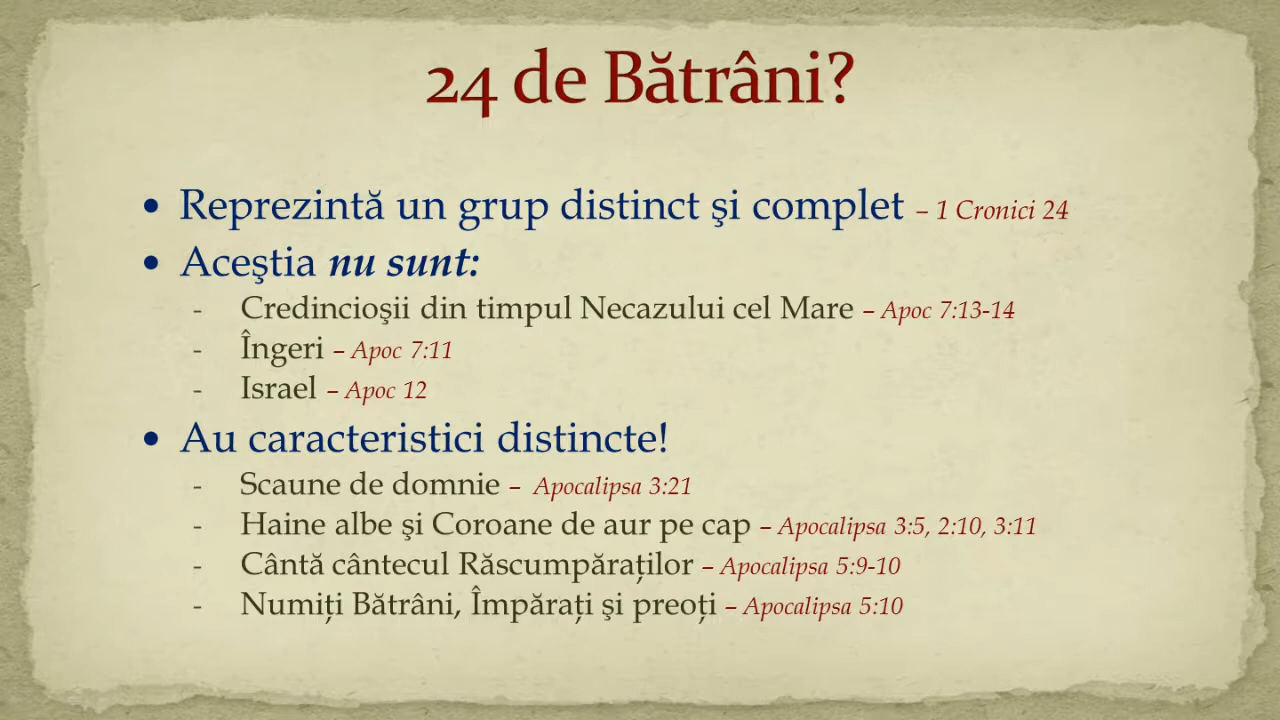 24 de Bătrâni?
• Reprezintă un grup distinct şi complet – 1 Cronici 24
• Aceştia nu sunt:
- Credincioşii din timpul Necazului cel Mare – Apoc 7:13-14
- Îngeri – Apoc 7:11
- Israel – Apoc 12
• Au caracteristici distincte!
- Scaune de domnie – Apocalipsa 3:21
- Haine albe şi Coroane de aur pe cap – Apocalipsa 3:5, 2:10, 3:11
- Cântă cântecul Răscumpăraților – Apocalipsa 5:9-10
- Numiți Bătrâni, Împărați şi preoți – Apocalipsa 5:10